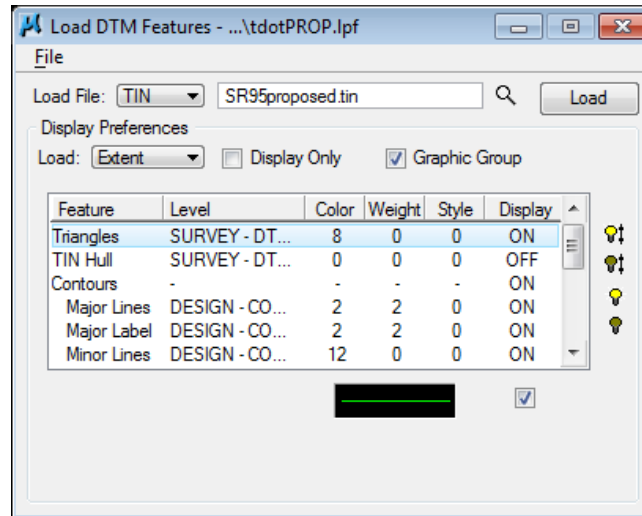 Load DTM Features - ...\tdotPROP.lpf
File
Load File: TIN SR95proposed.tin Load
Display Preferences
Load: Extent Display Only Graphic Group
Feature Level Color Weight Style Display
Triangles SURVEY - DT... 8 0 0 ON
TIN Hull SURVEY - DT... 0 0 0 OFF
Contours - - - - ON
Major Lines DESIGN - CO... 2 2 0 ON
Major Label DESIGN - CO... 2 2 0 ON
Minor Lines DESIGN - CO... 12 0 0 ON